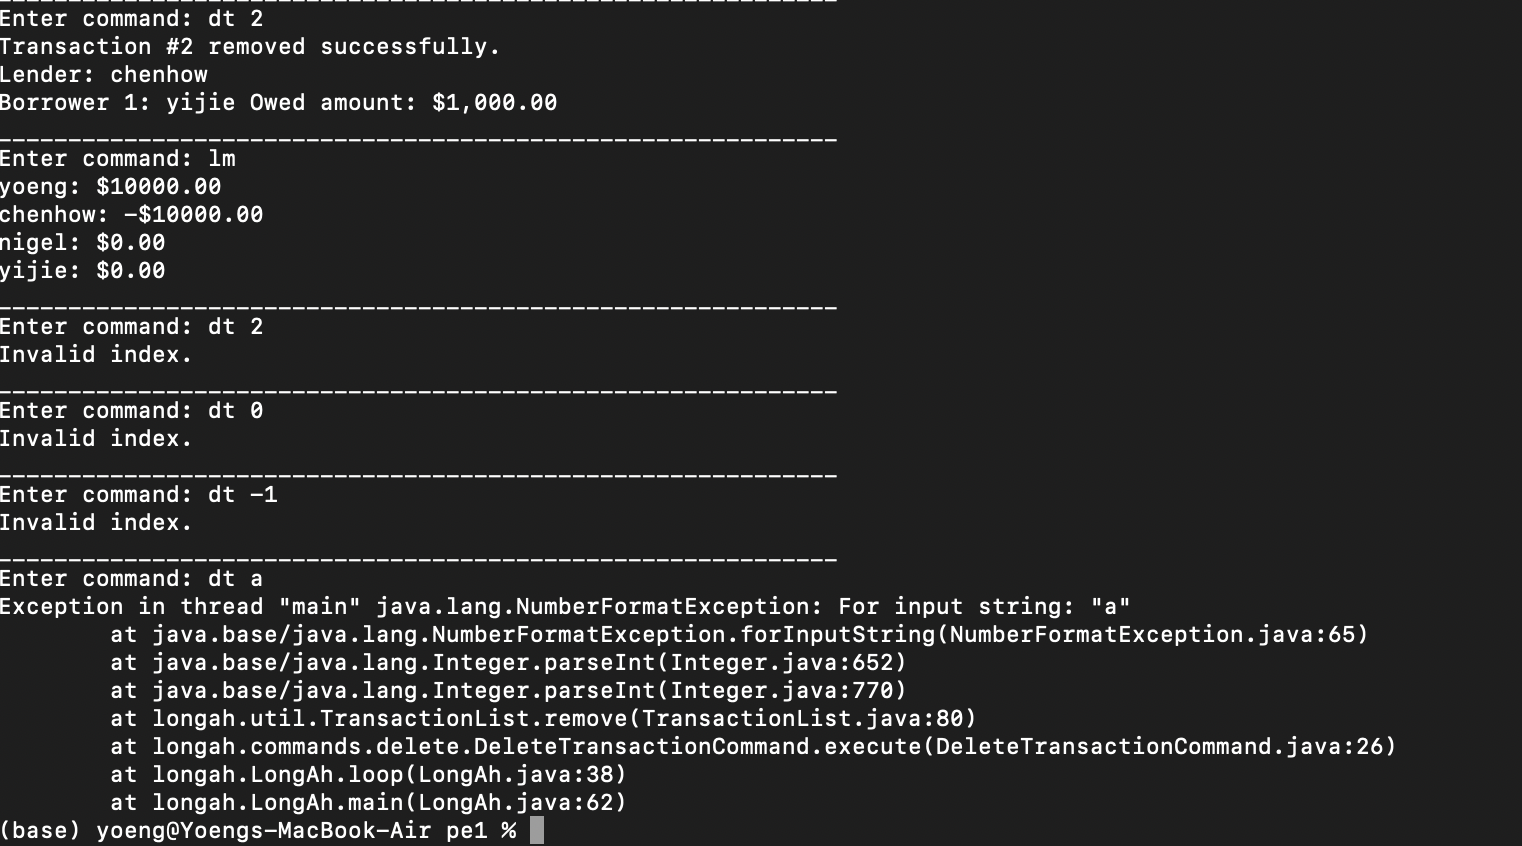 Enter command: dt 2
Transaction #2 removed successfully.
Lender: chenhow
Borrower 1: yijie Owed amount: $1,000.00
____________________________________________________________
Enter command: lm
yoeng: $10000.00
chenhow: -$10000.00
nigel: $0.00
yijie: $0.00
____________________________________________________________
Enter command: dt 2
Invalid index.
____________________________________________________________
Enter command: dt 0
Invalid index.
____________________________________________________________
Enter command: dt -1
Invalid index.
____________________________________________________________
Enter command: dt a
Exception in thread "main" java.lang.NumberFormatException: For input string: "a"
        at java.base/java.lang.NumberFormatException.forInputString(NumberFormatException.java:65)
        at java.base/java.lang.Integer.parseInt(Integer.java:652)
        at java.base/java.lang.Integer.parseInt(Integer.java:770)
        at longah.util.TransactionList.remove(TransactionList.java:80)
        at longah.commands.delete.DeleteTransactionCommand.execute(DeleteTransactionCommand.java:26)
        at longah.LongAh.loop(LongAh.java:38)
        at longah.LongAh.main(LongAh.java:62)
(base) yoeng@Yoengs-MacBook-Air pe1 %